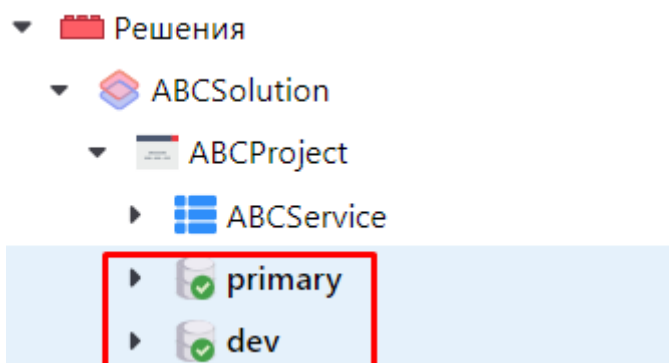 Решения
ABCSolution
ABCProject
ABCService
primary
dev